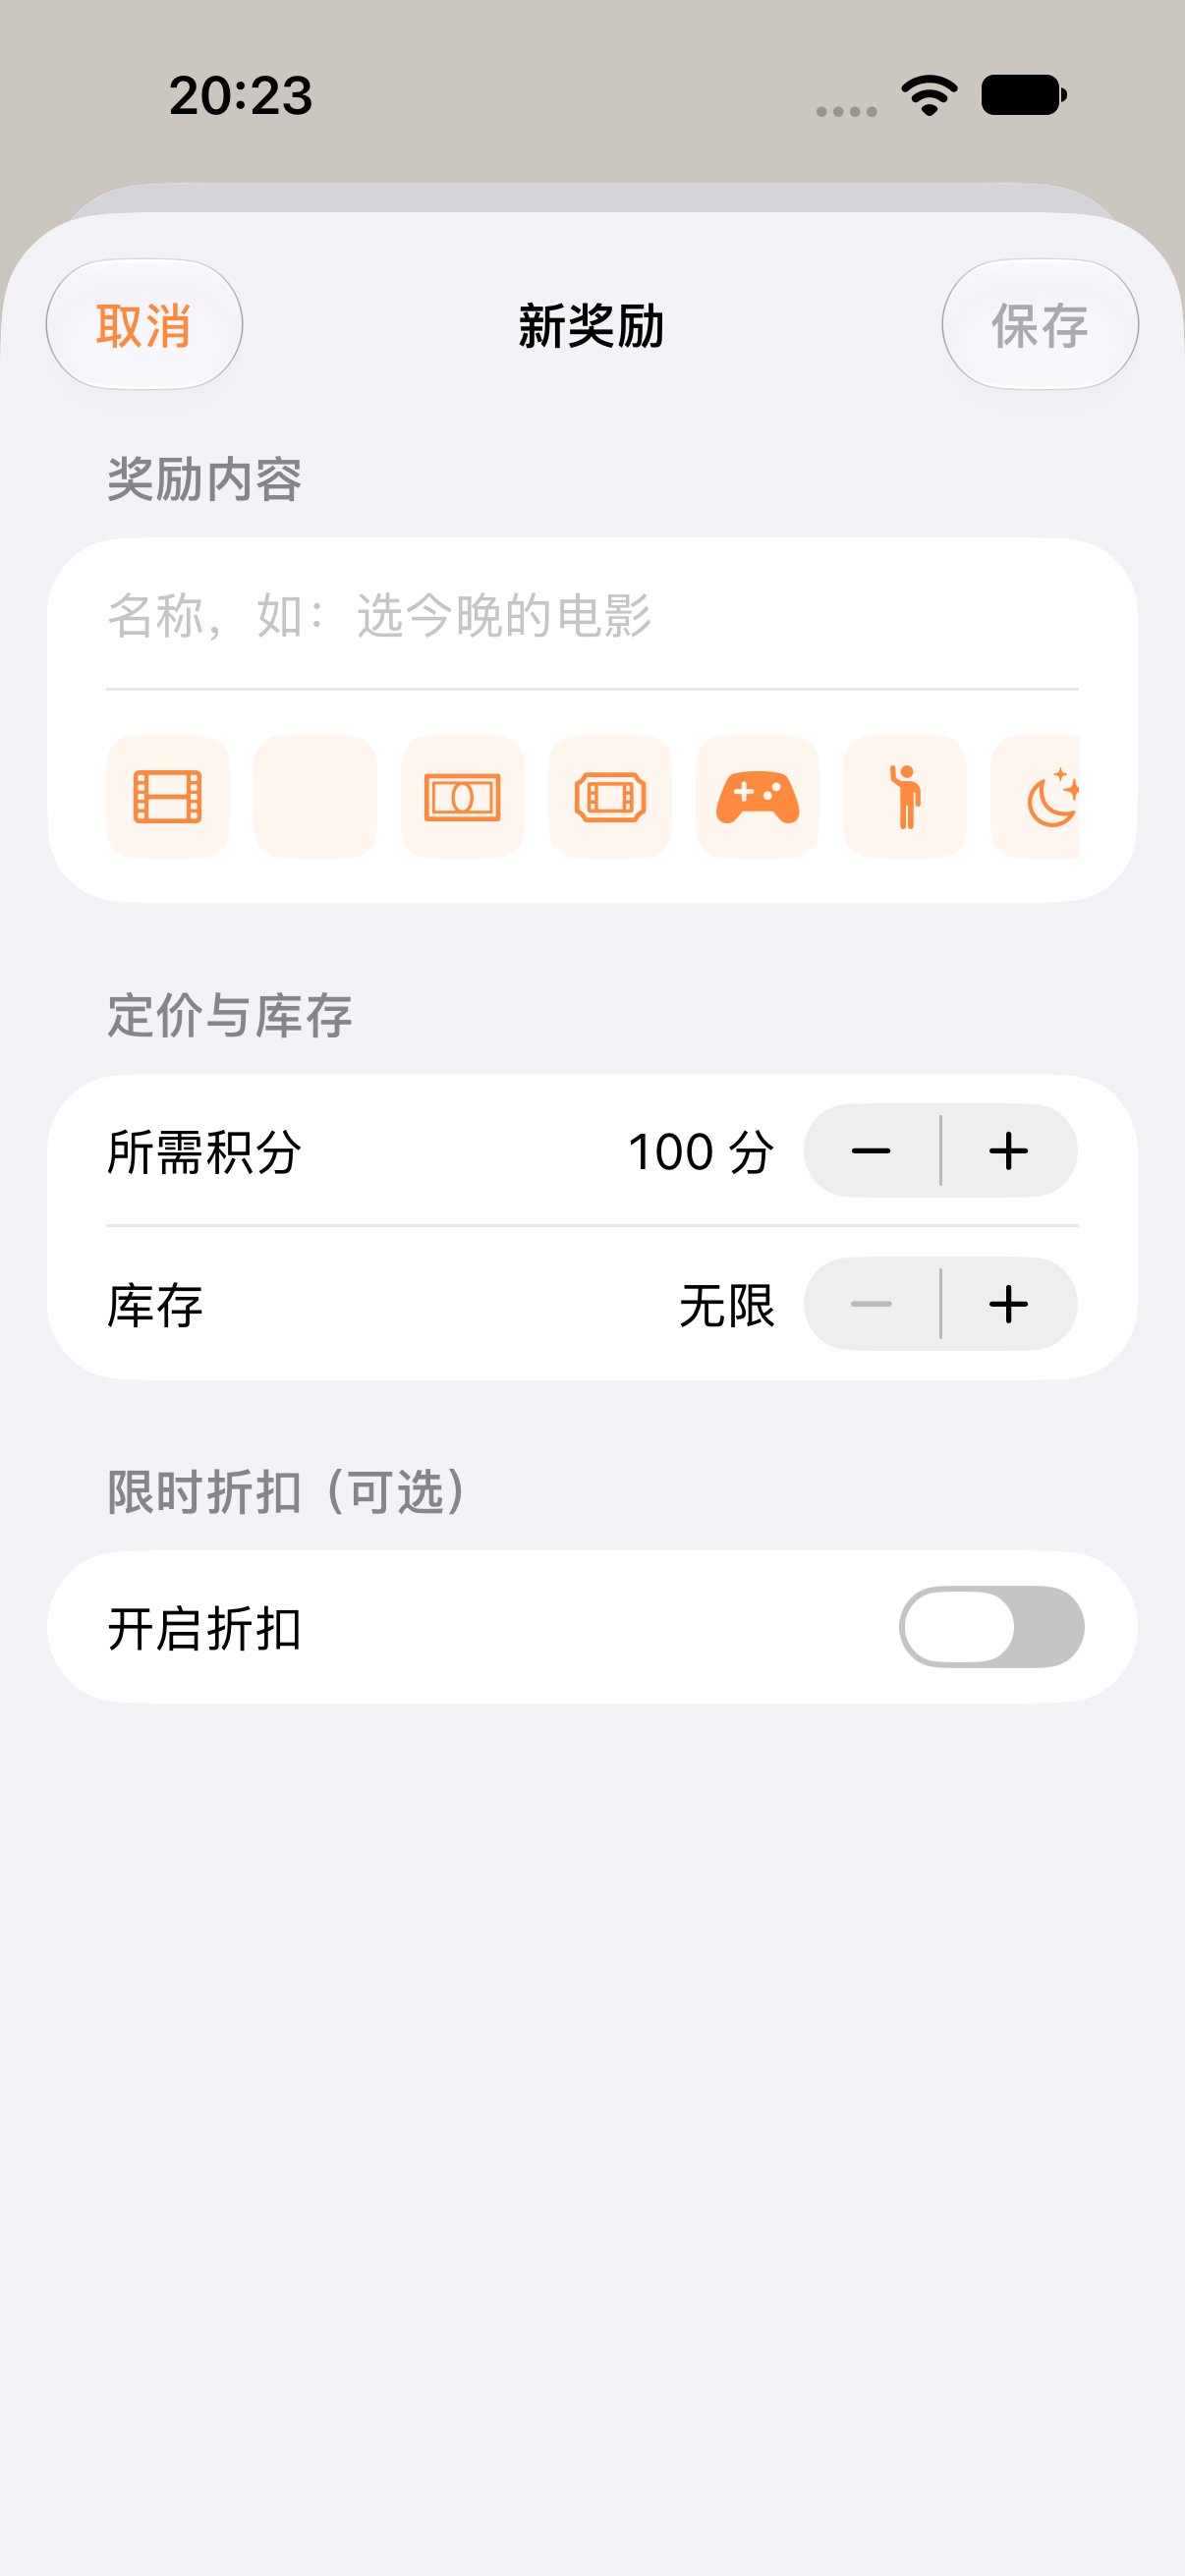 20:23
取消
新奖励
保存
奖励内容
名称，如：选今晚的电影
定价与库存
所需积分
100 分
库存
无限
限时折扣（可选）
开启折扣